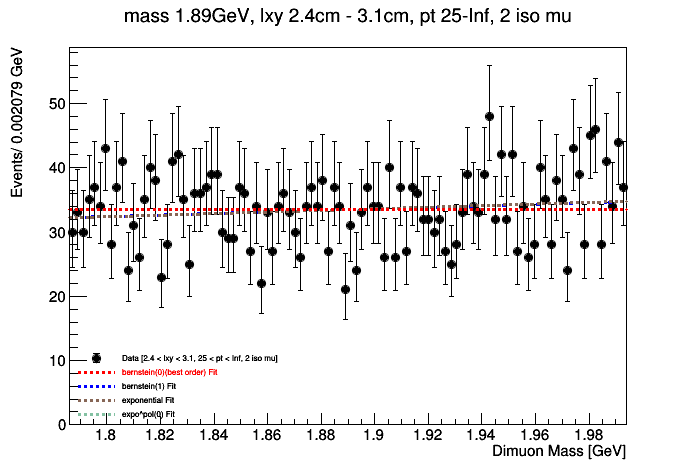 mass 1.89GeV, lxy 2.4cm - 3.1cm, pt 25-Inf, 2 iso mu
Events/ 0.002079 GeV
50
40
30
20
10
0
Data [2.4 < lxy < 3.1, 25 < pt < Inf, 2 iso mu]
bernstein(0)(best order) Fit
bernstein(1) Fit
exponential Fit
expo*pol(0) Fit
1.8 1.82 1.84 1.86 1.88 1.9 1.92 1.94 1.96 1.98
Dimuon Mass [GeV]